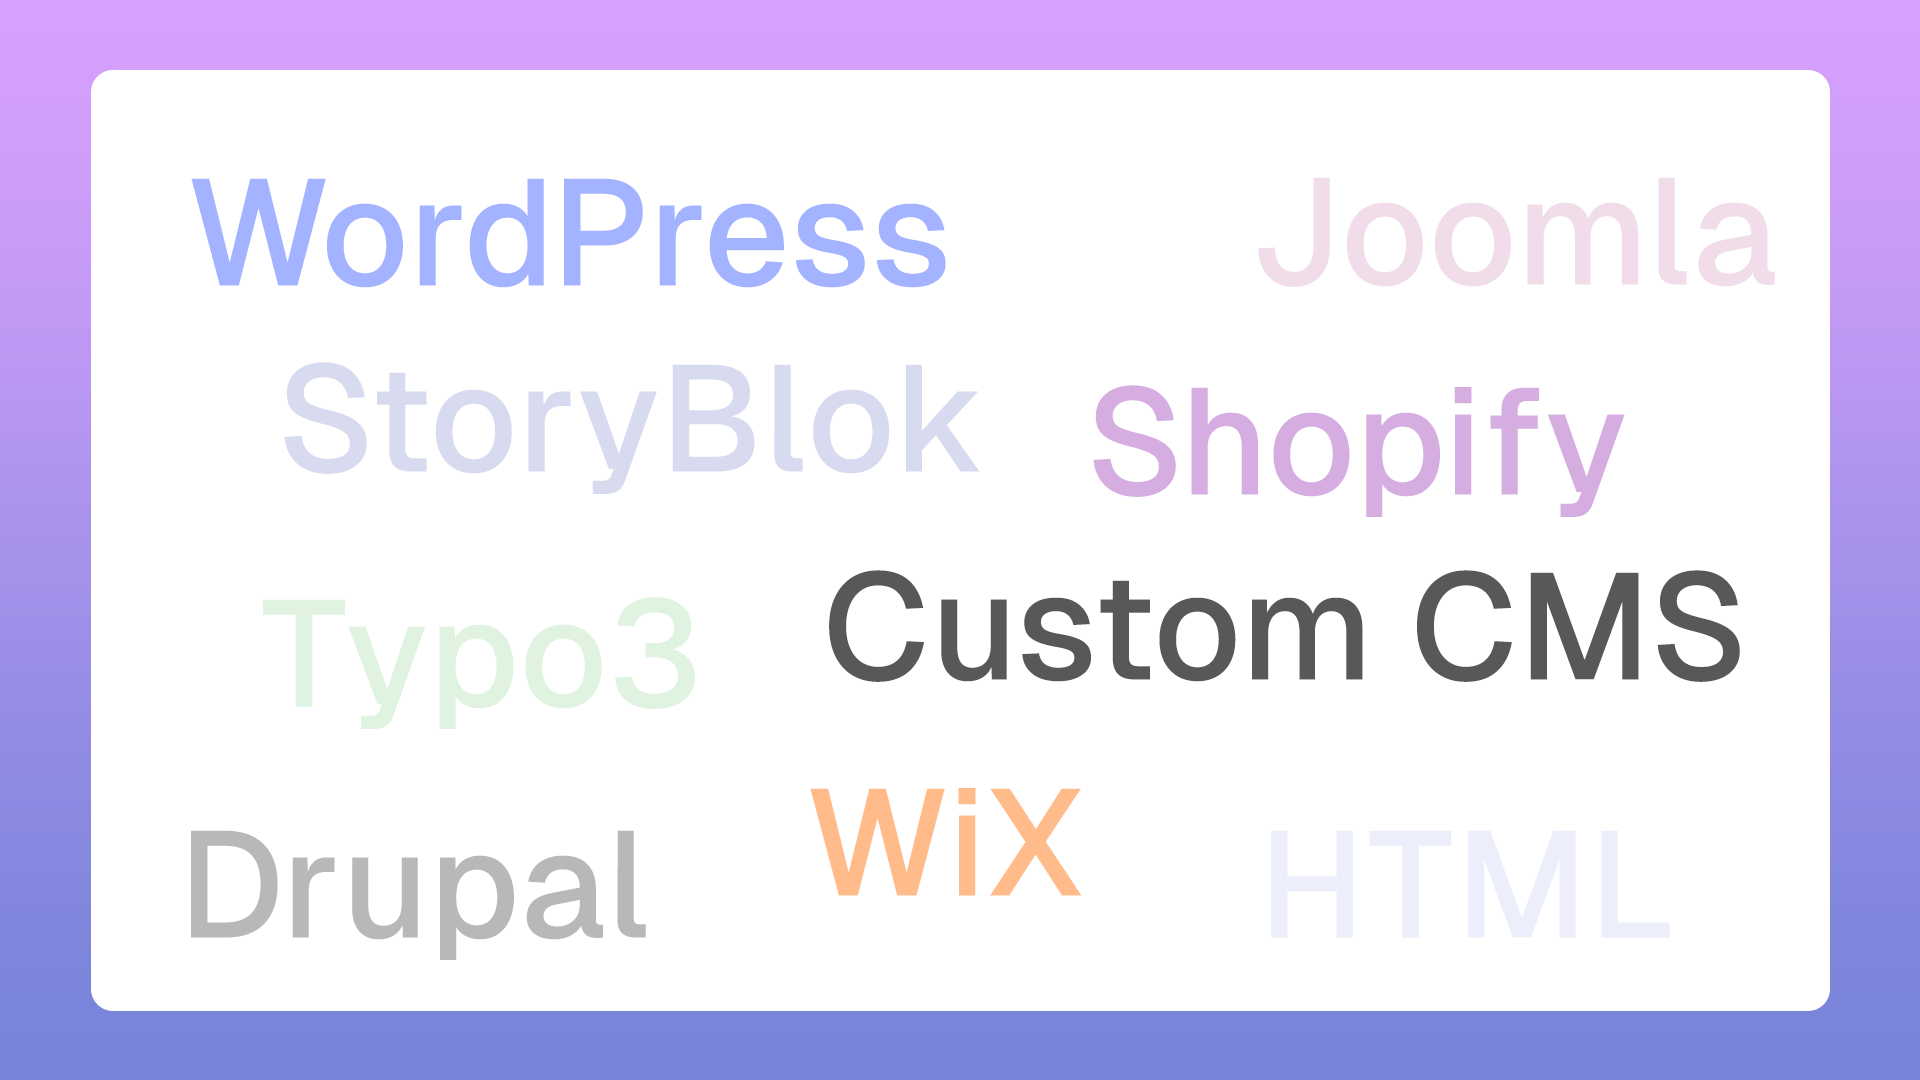 WordPress
Joomla
StoryBlok
Shopify
Typo3
Custom CMS
Drupal
WiX
HTML